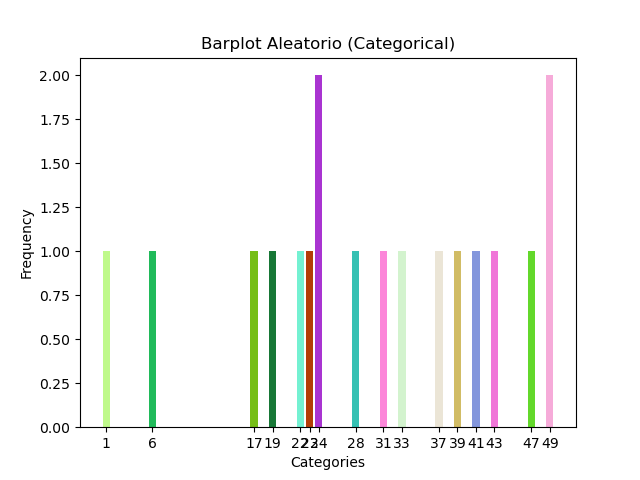 Barplot Aleatorio (Categorical)
2.00
1.75
1.50
1.25
1.00
0.75
0.50
0.25
0.00
Frequency
1 6 17 19 22 23 24 28 31 33 37 39 41 43 47 49
Categories